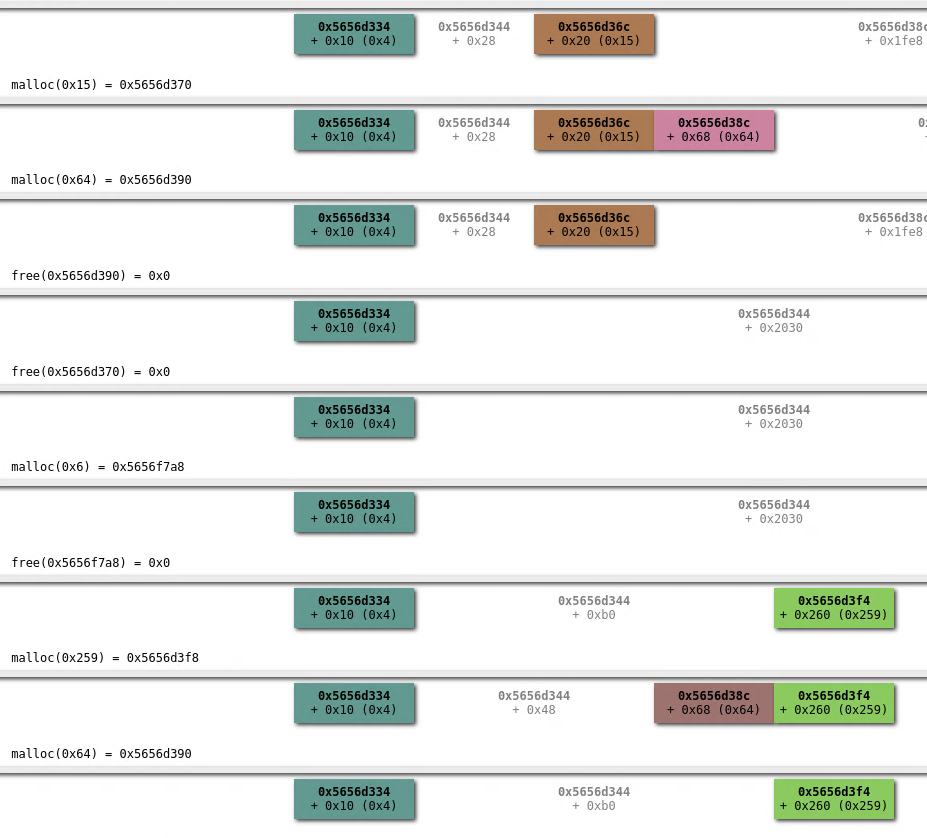 0x5656d334 0x5656d344 0x5656d36c 0x5656d38c
+ 0x10 (0x4) + 0x28 + 0x20 (0x15) + 0x1fe8
malloc(0x15) = 0x5656d370
0x5656d334 0x5656d344 0x5656d36c 0x5656d38c
+ 0x10 (0x4) + 0x28 + 0x20 (0x15) + 0x68 (0x64)
malloc(0x64) = 0x5656d390
0x5656d334 0x5656d344 0x5656d36c 0x5656d38c
+ 0x10 (0x4) + 0x28 + 0x20 (0x15) + 0x1fe8
free(0x5656d390) = 0x0
0x5656d334 0x5656d344
+ 0x10 (0x4) + 0x2030
free(0x5656d370) = 0x0
0x5656d334 0x5656d344
+ 0x10 (0x4) + 0x2030
malloc(0x6) = 0x5656f7a8
0x5656d334 0x5656d344
+ 0x10 (0x4) + 0x2030
free(0x5656f7a8) = 0x0
0x5656d334 0x5656d344 0x5656d3f4
+ 0x10 (0x4) + 0xb0 + 0x260 (0x259)
malloc(0x259) = 0x5656d3f8
0x5656d334 0x5656d344 0x5656d38c 0x5656d3f4
+ 0x10 (0x4) + 0x48 + 0x68 (0x64) + 0x260 (0x259)
malloc(0x64) = 0x5656d390
0x5656d334 0x5656d344 0x5656d3f4
+ 0x10 (0x4) + 0xb0 + 0x260 (0x259)